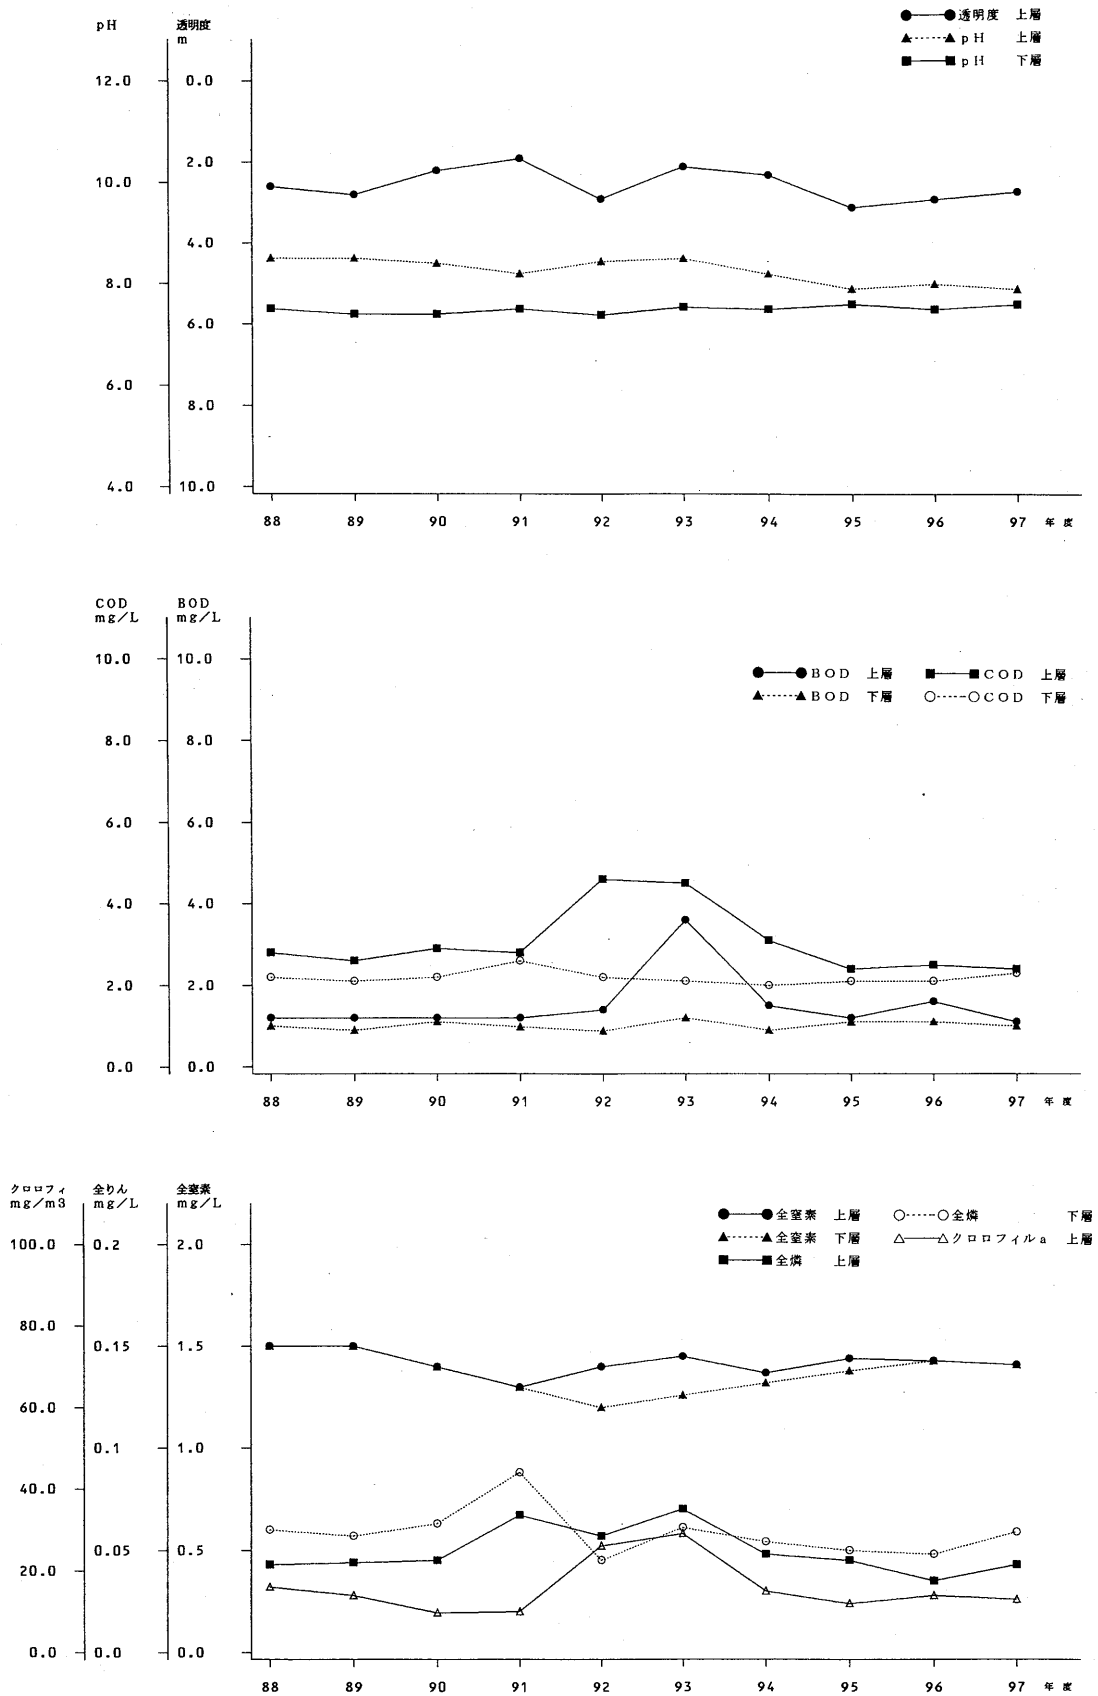 pH 透明度
m
●——●透明度 上層
▲------▲pH 上層
■——■pH 下層
12.0 0.0
2.0
10.0
4.0
8.0
6.0
6.0
8.0
4.0 10.0
88 89 90 91 92 93 94 95 96 97 年度
COD BOD
mg/L mg/L
10.0 10.0
●——●BOD 上層 ■——■COD 上層
▲------▲BOD 下層 ○------○COD 下層
8.0 8.0
6.0 6.0
4.0 4.0
2.0 2.0
0.0 0.0
88 89 90 91 92 93 94 95 96 97 年度
クロロフィ 全りん 全窒素
mg/m3 mg/L mg/L
●——●全窒素 上層 ○------○全燐 下層
▲------▲全窒素 下層 △——△クロロフィルa 上層
■——■全燐 上層
100.0 0.2 2.0
80.0
0.15 1.5
60.0
0.1 1.0
40.0
0.05 0.5
20.0
0.0 0.0 0.0
88 89 90 91 92 93 94 95 96 97 年度